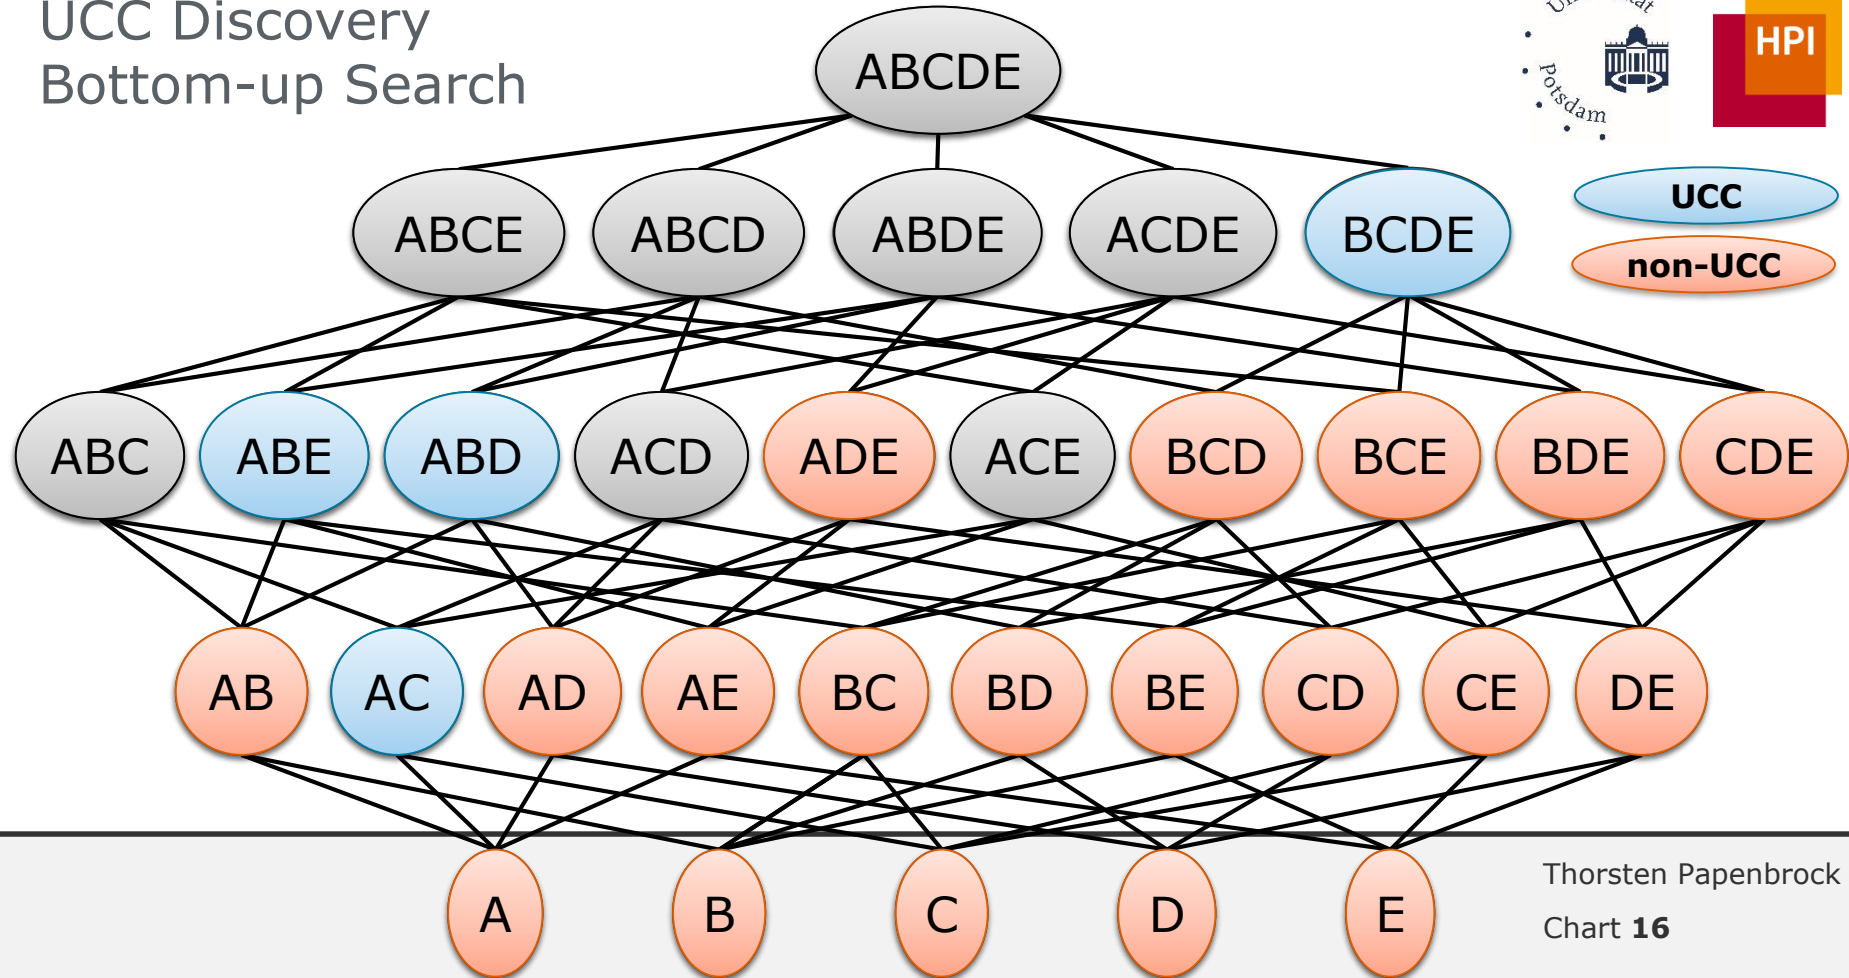 UCC Discovery
Bottom-up Search
Potsdam
HPI
ABCDE
UCC
non-UCC
ABCE ABCD ABDE ACDE BCDE
ABC ABE ABD ACD ADE ACE BCD BCE BDE CDE
AB AC AD AE BC BD BE CD CE DE
A B C D E
Thorsten Papenbrock
Chart 16